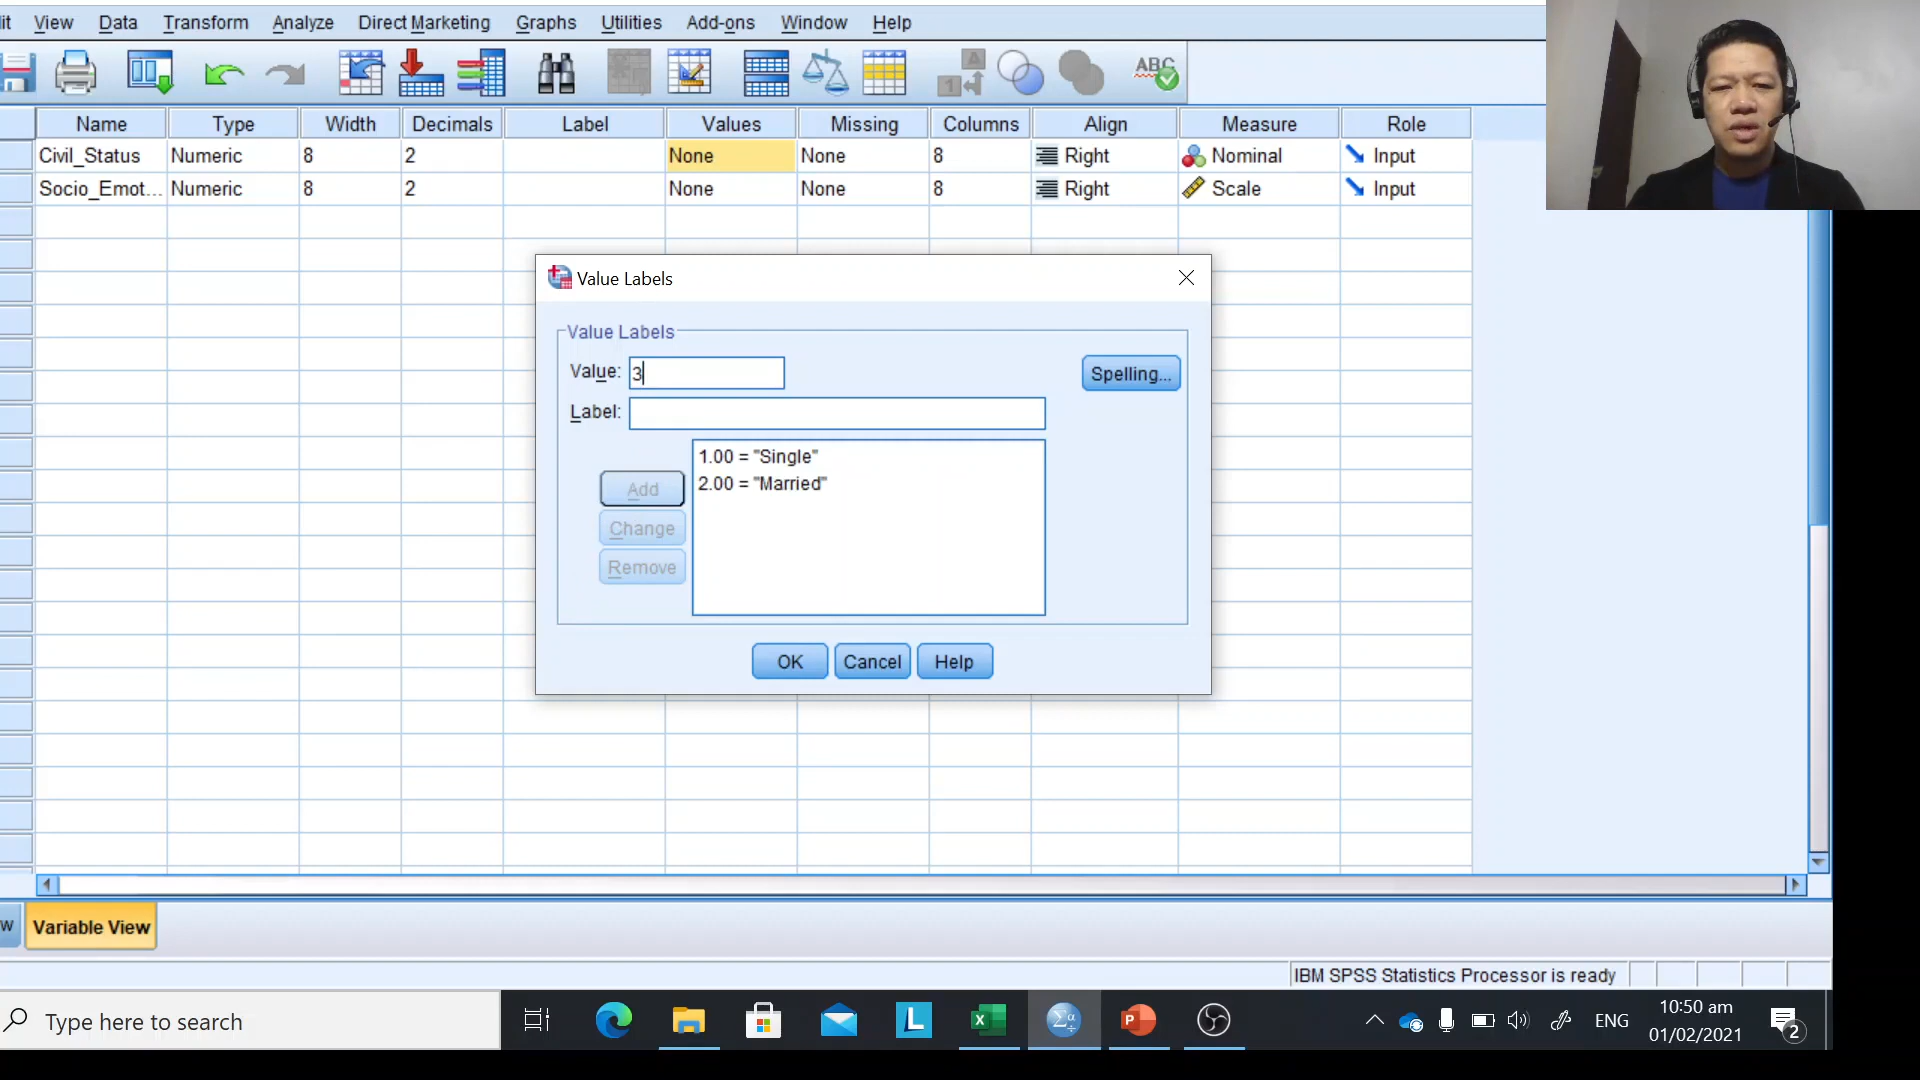 it View Data Transform Analyze Direct Marketing Graphs Utilities Add-ons Window Help
A
1
ABC
Name Type Width Decimals Label Values Missing Columns Align Measure Role
Civil_Status Numeric 8 2 None None 8 Right Nominal Input
Socio_Emot... Numeric 8 2 None None 8 Right Scale Input
Value Labels
Value Labels
Value: 3
Spelling...
Label:
1.00 = "Single"
2.00 = "Married"
Add
Change
Remove
OK Cancel Help
w Variable View
IBM SPSS Statistics Processor is ready
Type here to search
L
X
Σα
P
ENG
10:50 am
01/02/2021
2